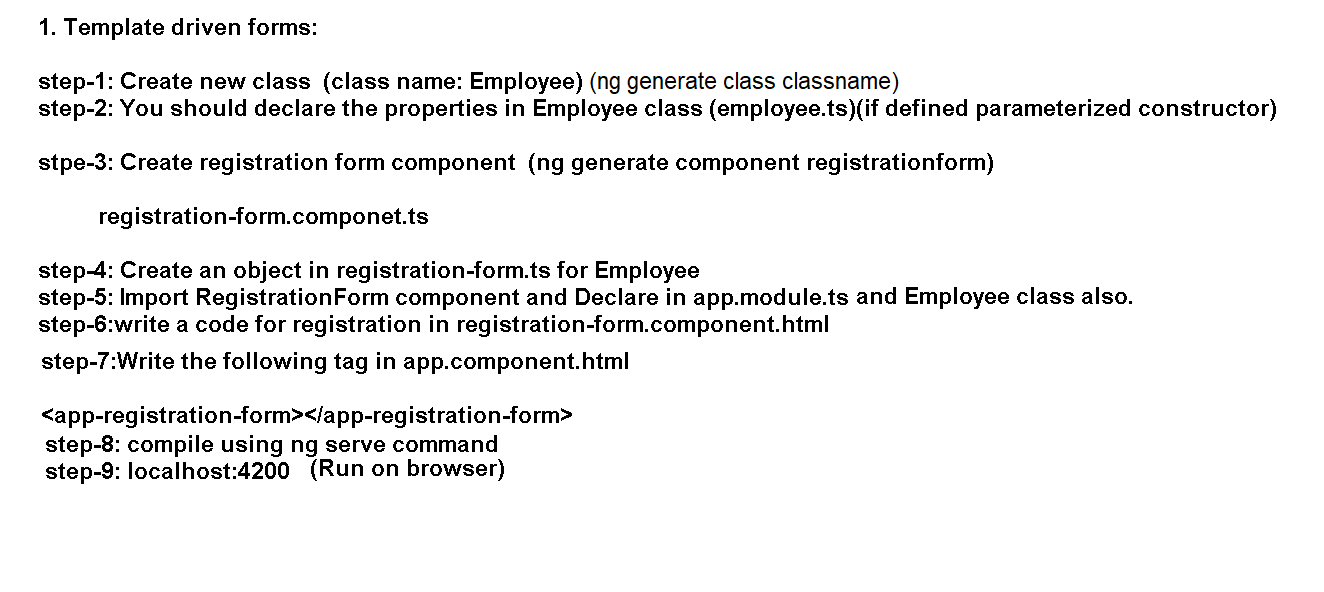 1. Template driven forms:
step-1: Create new class  (class name: Employee) (ng generate class classname)
step-2: You should declare the properties in Employee class (employee.ts)(if defined parameterized constructor)
stpe-3: Create registration form component  (ng generate component registrationform)
registration-form.componet.ts
step-4: Create an object in registration-form.ts for Employee
step-5: Import RegistrationForm component and Declare in app.module.ts and Employee class also.
step-6:write a code for registration in registration-form.component.html
step-7:Write the following tag in app.component.html
<app-registration-form></app-registration-form>
step-8: compile using ng serve command
step-9: localhost:4200   (Run on browser)